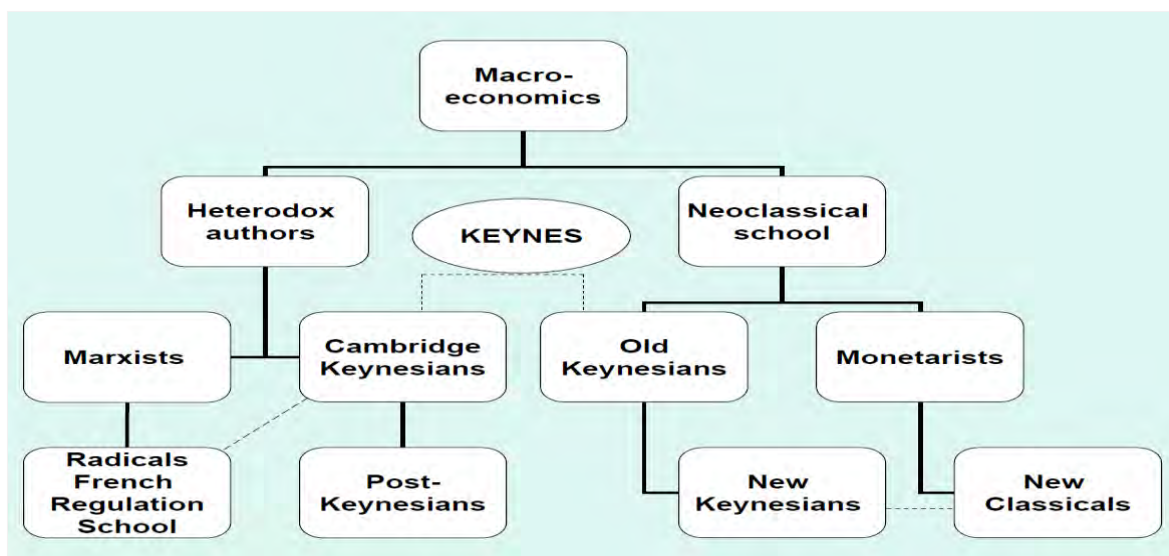 Macro-
economics
Heterodox
authors
KEYNES
Neoclassical
school
Marxists
Cambridge
Keynesians
Old
Keynesians
Monetarists
Radicals
French
Regulation
School
Post-
Keynesians
New
Keynesians
New
Classicals